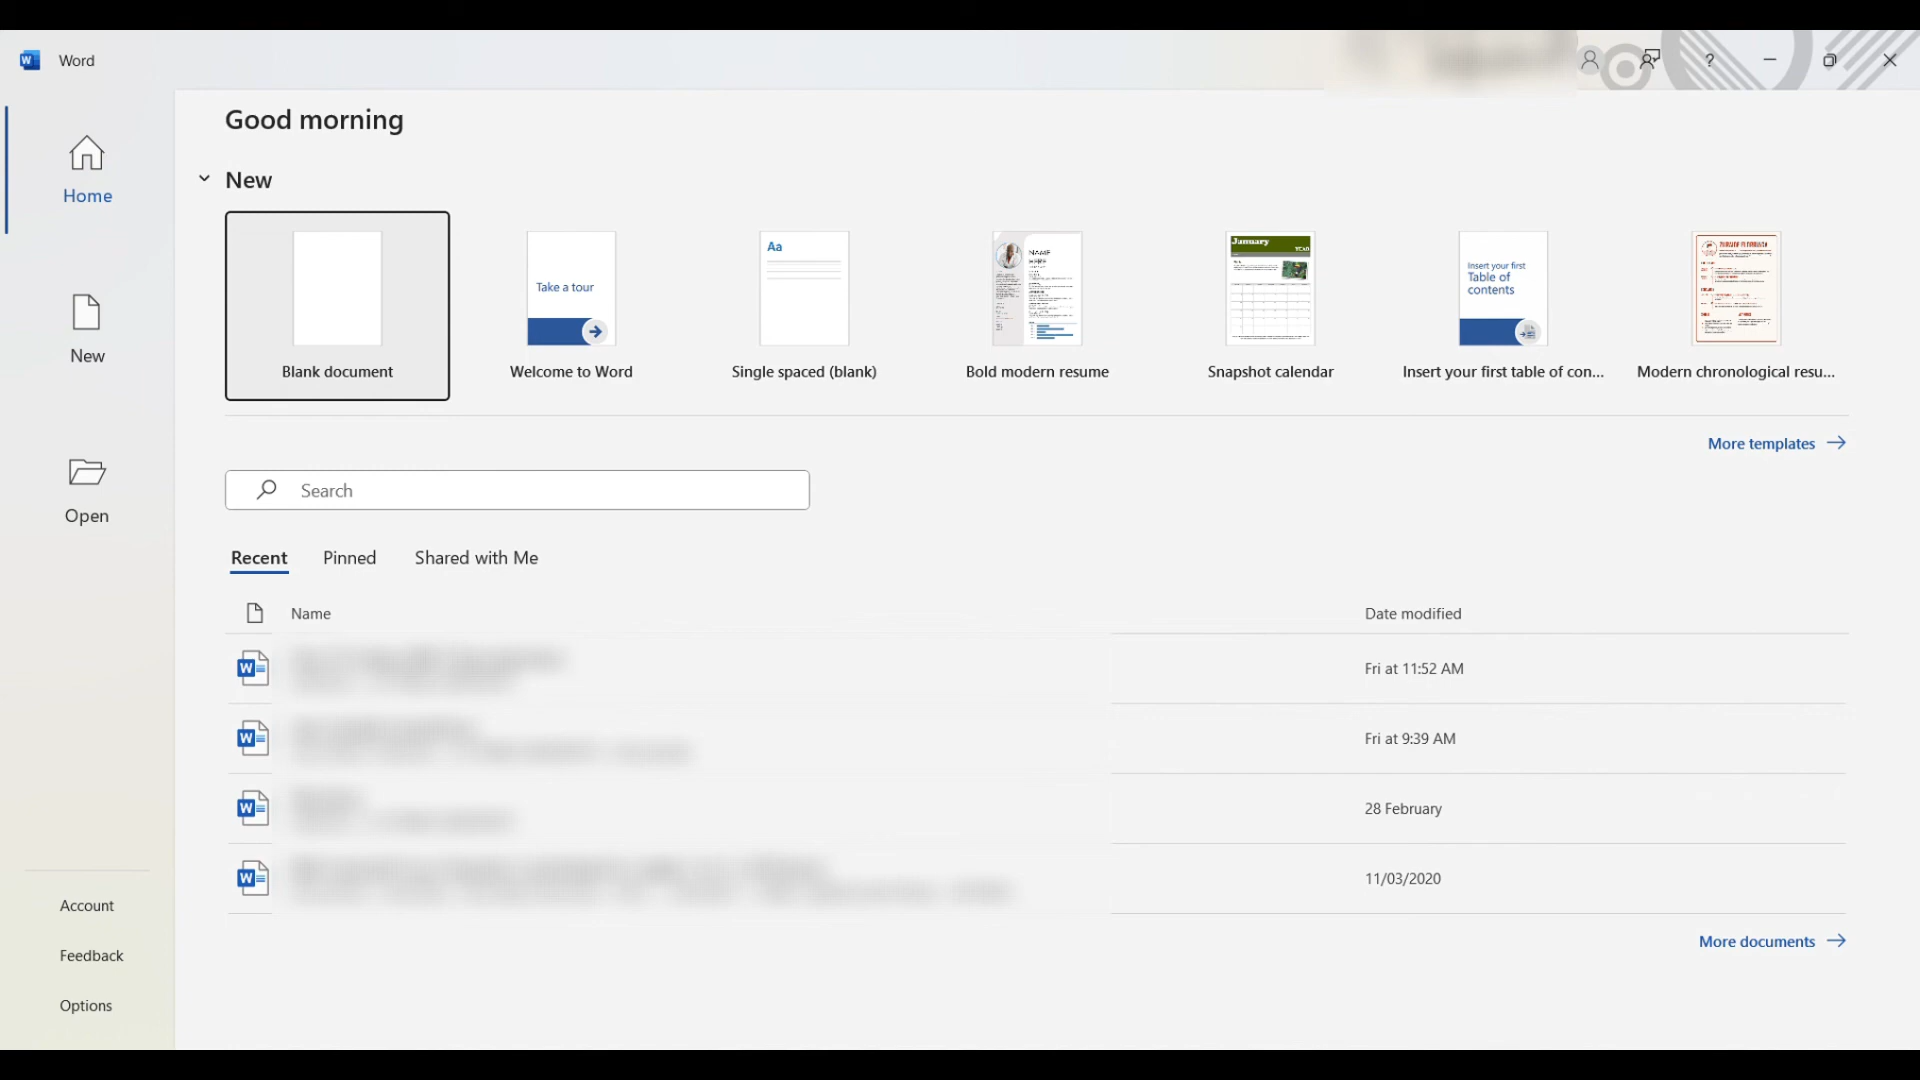 Word
Good morning
New
Home
New
Open
Aa
Take a tour
NAME
HERE
January
YEAR
Insert your first
Table of
contents
Blank document
Welcome to Word
Single spaced (blank)
Bold modern resume
Snapshot calendar
Insert your first table of con...
Modern chronological resu...
More templates
Search
Recent
Pinned
Shared with Me
Name
Date modified
Fri at 11:52 AM
Fri at 9:39 AM
28 February
11/03/2020
More documents
Account
Feedback
Options